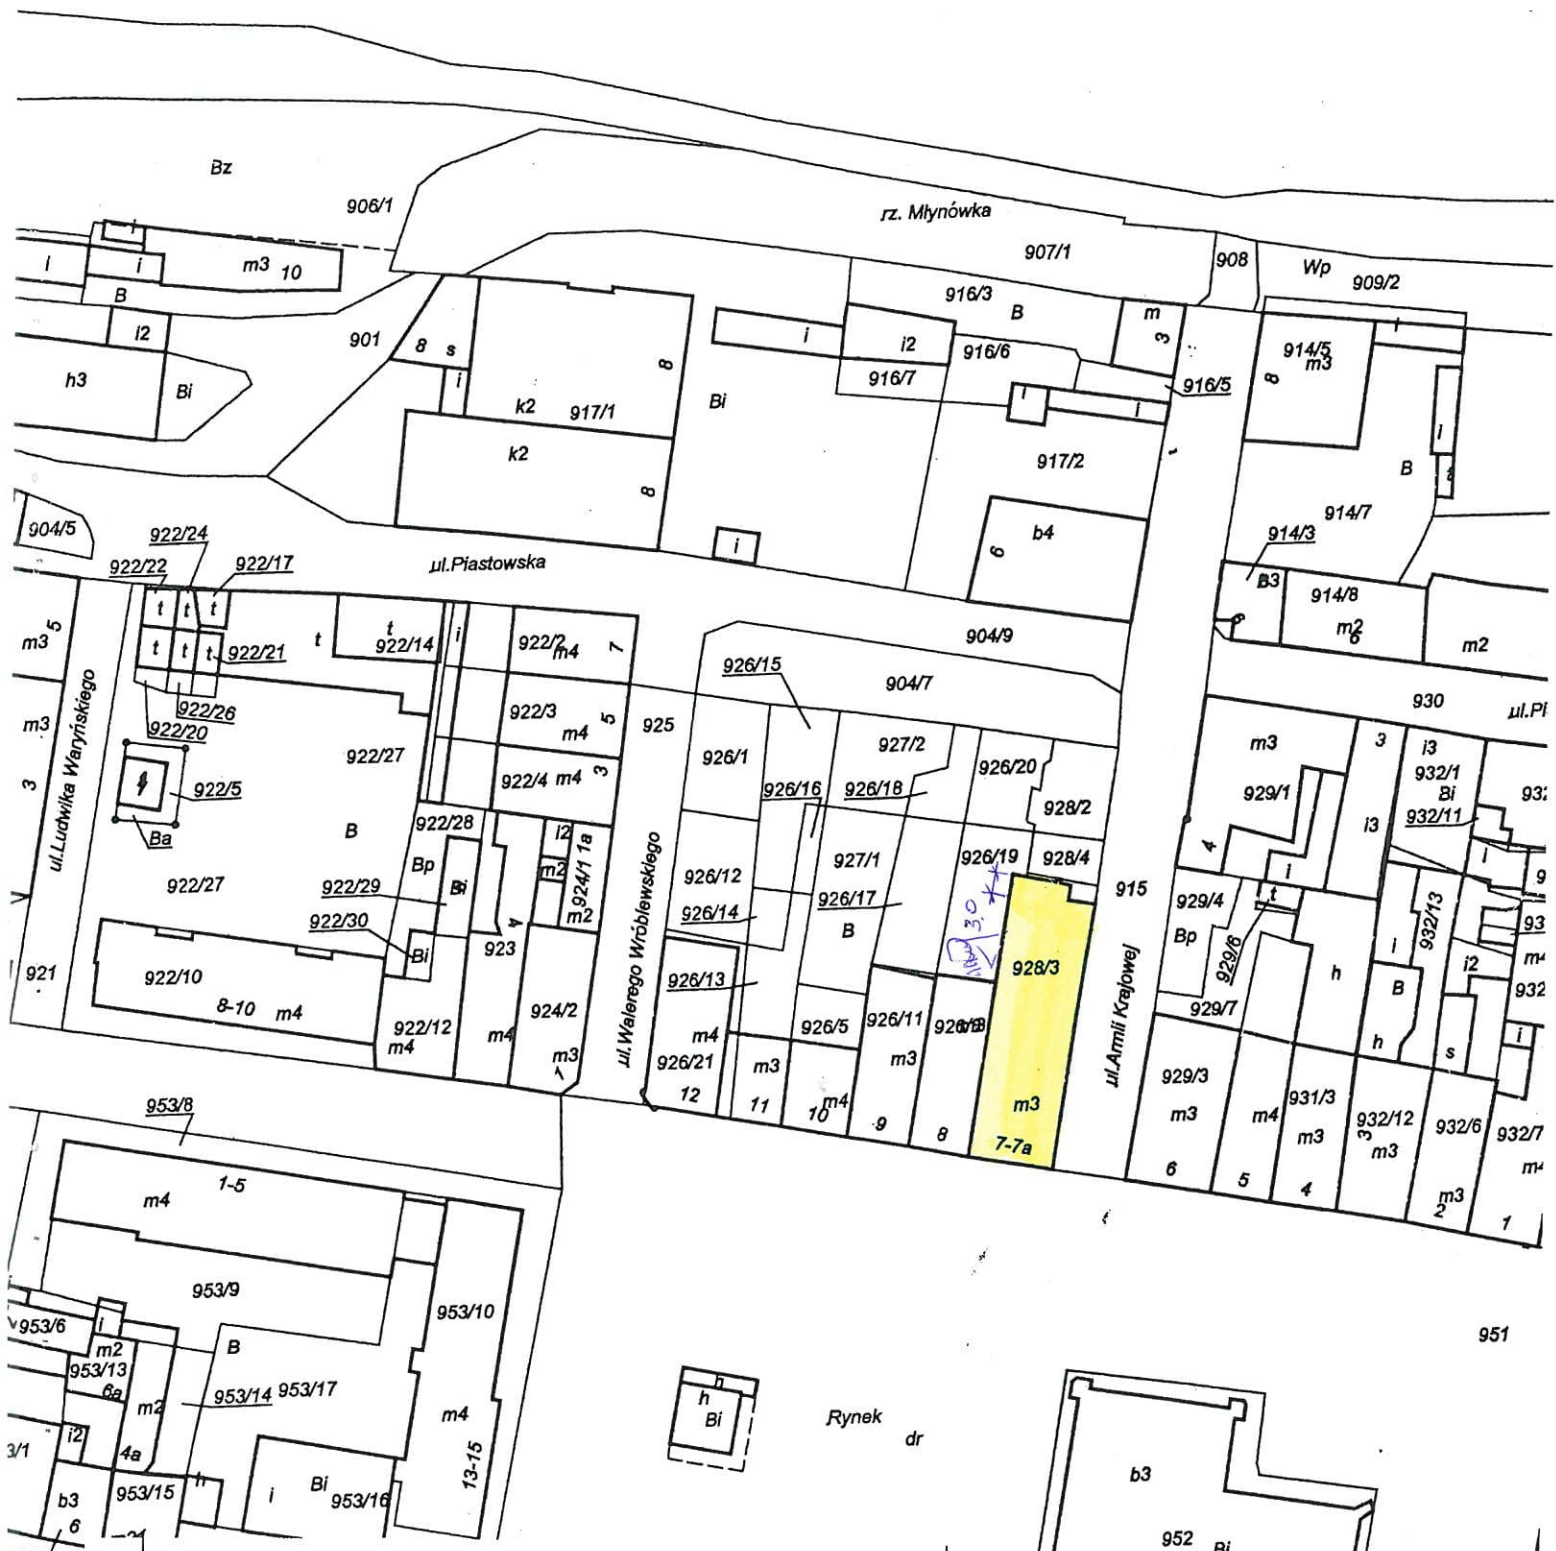 Bz
906/1
rz. Młynówka
907/1
908
Wp
909/2
i
i
i
m3 10
B
i2
h3
Bi
901
8 s
i
k2 917/1
8
k2
8
Bi
i
i2
916/3
B
916/6
916/7
m
3
916/5
i
i
917/2
b4
6
i
914/5
m3
8
i
i
B
914/7
914/3
B3
914/8
m2
6
m2
904/5
922/24
922/22
922/17
ul.Piastowska
t t t
t t t
922/21
t
t
922/14
i
922/2
m4
7
904/9
904/7
926/15
930
ul.Pi
m3
5
m3
3
ul.Ludwika Waryńskiego
922/26
922/20
922/27
922/3
m4
5
925
926/1
927/2
926/20
922/5
Ba
922/4 m4
3
926/16
926/18
928/2
m3
929/1
4
i
3
i3
i3
932/1
Bi
932/11
932
B
922/28
Bp
922/29
922/30
Bi
Bi
i2
m2
924/1 1a
m2
4
923
922/27
ul.Walerego Wróblewskiego
926/12
926/14
927/1
926/17
B
926/19
928/4
3.0
915
929/4
Bp
929/6
t
929/7
h
i
B
h
932/13
i
i2
s
93
m4
932
i
921
922/10
8-10 m4
922/12
m4
m4
924/2
m3
1
926/13
m4
926/21
12
926/5
m3
11
m4
10
926/11
m3
9
8
928/3
m3
7-7a
ul.Armii Krajowej
929/3
m3
6
m4
5
931/3
m3
4
932/12
3
m3
932/6
m3
2
932/7
m4
1
953/8
1-5
m4
953/9
953/10
953/6
i
m2
953/13
6a
m2
B
953/14
953/17
m4
13-15
i2
3/1
4a
b3
6
953/15
h
i
Bi
953/16
h
h
Bi
Rynek
dr
951
b3
952
Bi